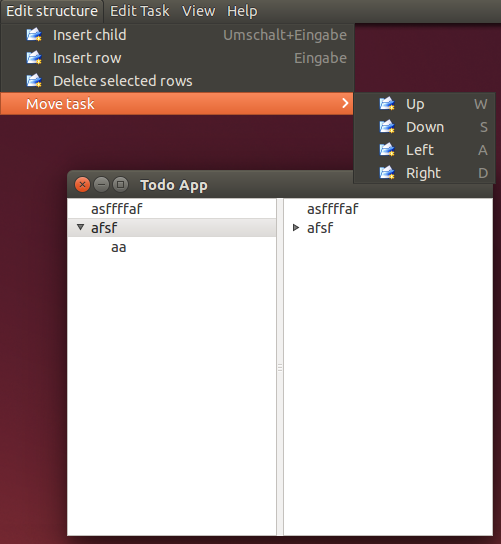 Edit structure Edit Task View Help
Insert child Umschalt+Eingabe
Insert row Eingabe
Delete selected rows
Move task
Up W
Down S
Left A
Right D
Todo App
asffffaf asffffaf
afsf afsf
aa